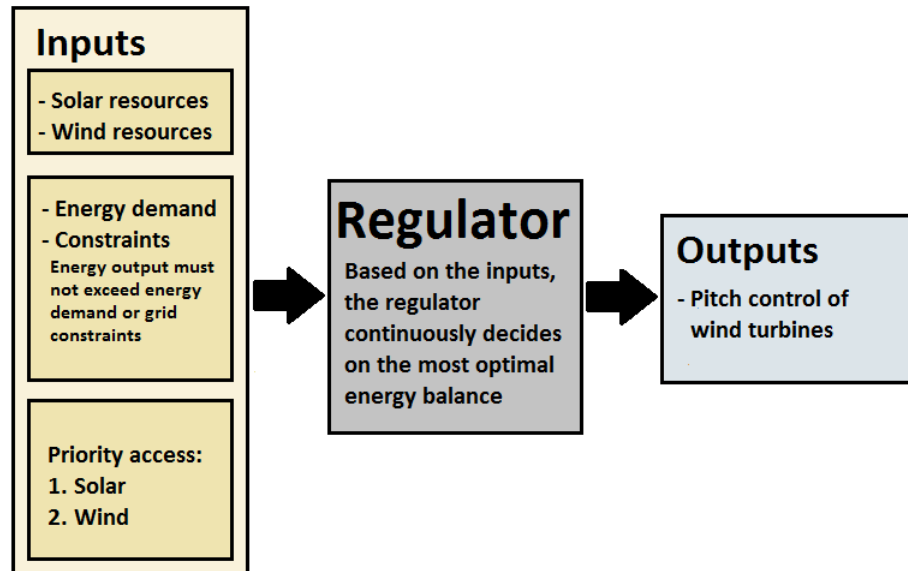 Inputs
- Solar resources
- Wind resources
- Energy demand
- Constraints
Energy output must
not exceed energy
demand or grid
constraints
Priority access:
1. Solar
2. Wind
Regulator
Based on the inputs,
the regulator
continuously decides
on the most optimal
energy balance
Outputs
- Pitch control of
wind turbines